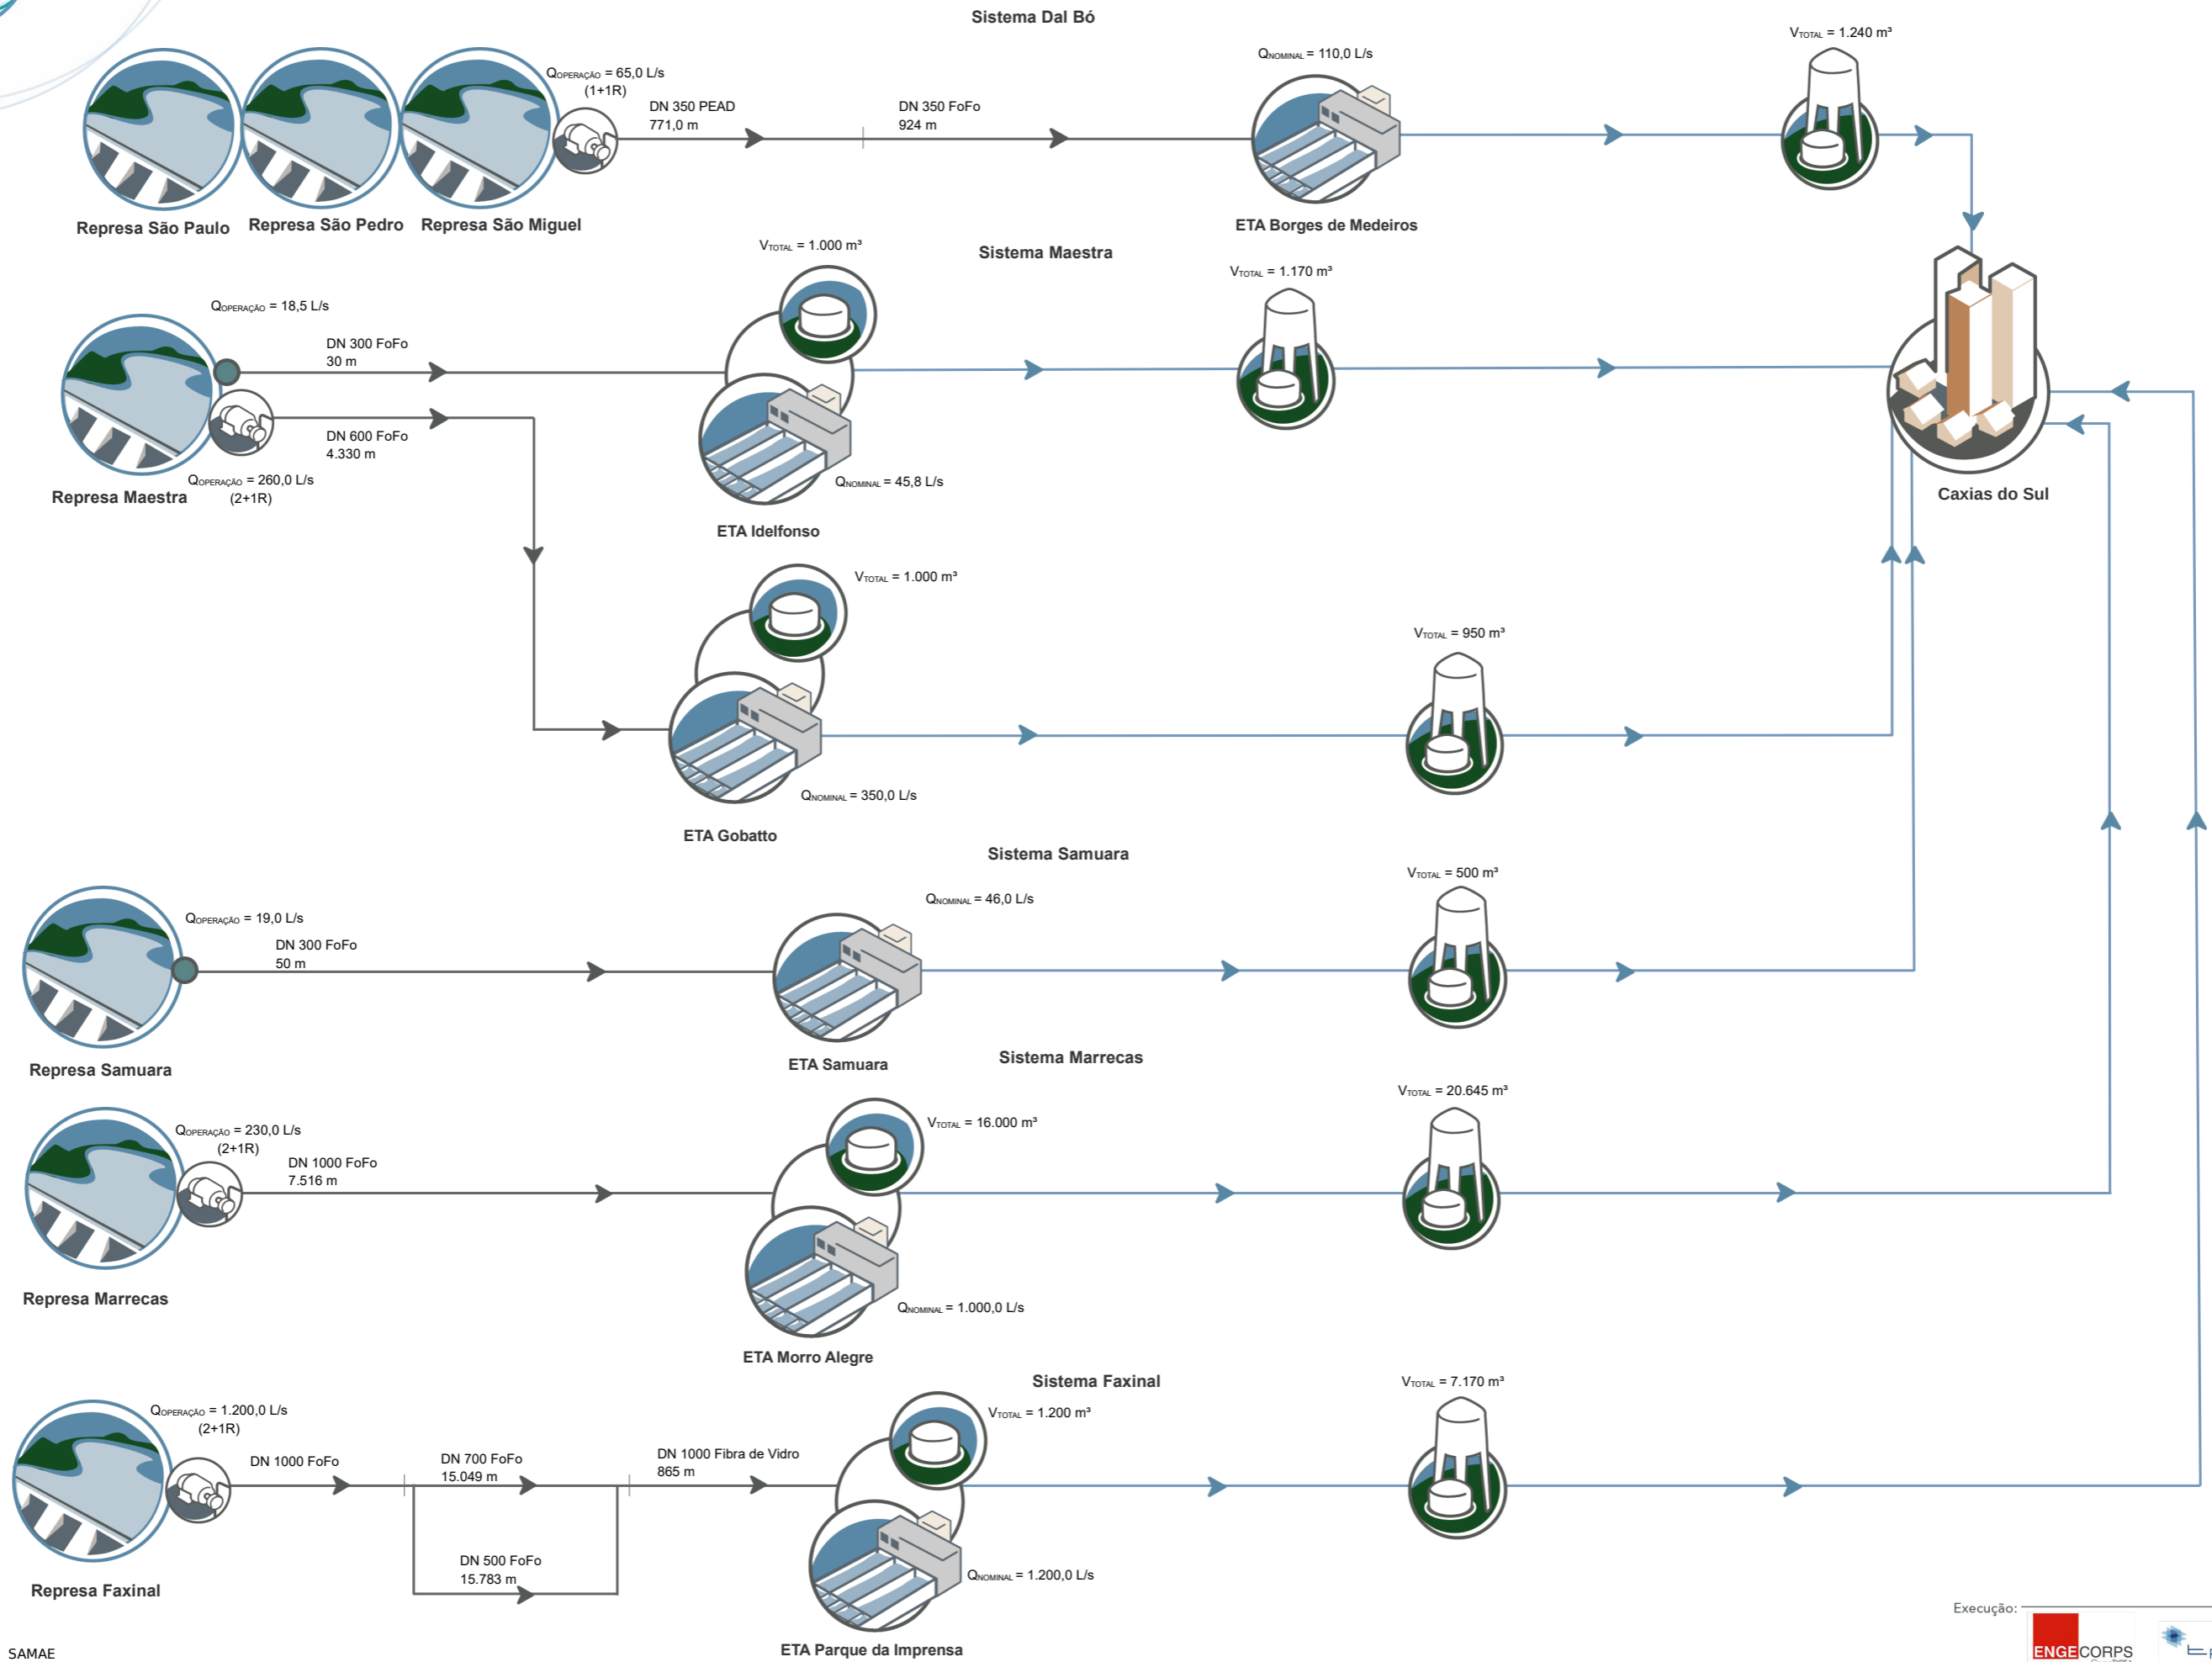 Sistema Dal Bó
QOPERAÇÃO = 65,0 L/s
(1+1R)
DN 350 PEAD
771,0 m
DN 350 FoFo
924 m
QNOMINAL = 110,0 L/s
VTOTAL = 1.240 m³
Represa São Paulo
Represa São Pedro
Represa São Miguel
ETA Borges de Medeiros
Sistema Maestra
VTOTAL = 1.000 m³
VTOTAL = 1.170 m³
QOPERAÇÃO = 18,5 L/s
DN 300 FoFo
30 m
DN 600 FoFo
4.330 m
QOPERAÇÃO = 260,0 L/s
(2+1R)
Represa Maestra
QNOMINAL = 45,8 L/s
ETA Idelfonso
Caxias do Sul
VTOTAL = 1.000 m³
VTOTAL = 950 m³
QNOMINAL = 350,0 L/s
ETA Gobatto
Sistema Samuara
QOPERAÇÃO = 19,0 L/s
DN 300 FoFo
50 m
QNOMINAL = 46,0 L/s
VTOTAL = 500 m³
Represa Samuara
ETA Samuara
Sistema Marrecas
QOPERAÇÃO = 230,0 L/s
(2+1R)
DN 1000 FoFo
7.516 m
VTOTAL = 16.000 m³
VTOTAL = 20.645 m³
Represa Marrecas
QNOMINAL = 1.000,0 L/s
ETA Morro Alegre
Sistema Faxinal
QOPERAÇÃO = 1.200,0 L/s
(2+1R)
DN 1000 FoFo
DN 700 FoFo
15.049 m
DN 1000 Fibra de Vidro
865 m
VTOTAL = 1.200 m³
VTOTAL = 7.170 m³
DN 500 FoFo
15.783 m
Represa Faxinal
QNOMINAL = 1.200,0 L/s
ETA Parque da Imprensa
Execução:
ENGECORPS
SAMAE